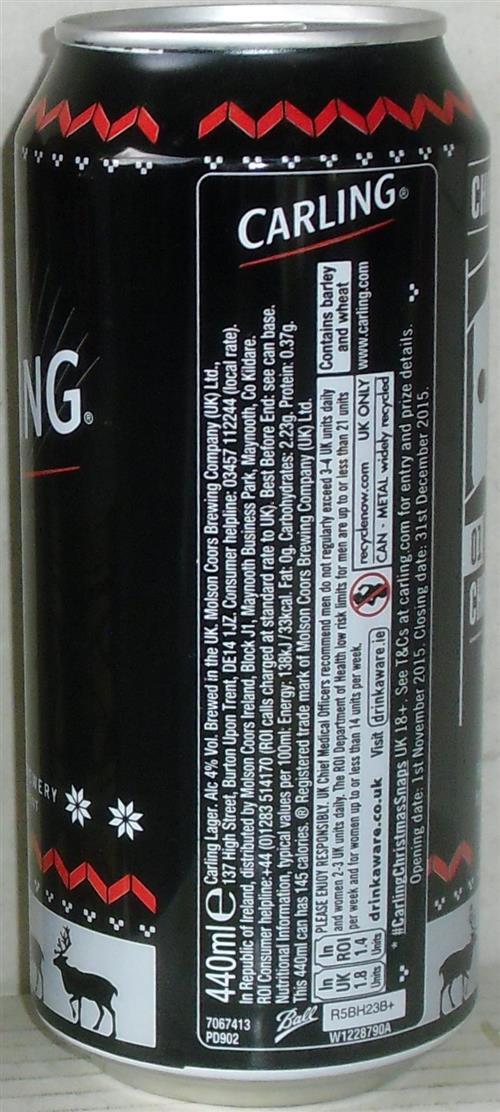 CARLING®
NG®
440ml e Carling Lager. Alc 4% Vol. Brewed in the UK. Molson Coors Brewing Company (UK) Ltd.,
137 High Street, Burton Upon Trent, DE14 1JZ. Consumer helpline: 03457 112244 (local rate).
In Republic of Ireland, distributed by Molson Coors Ireland, Block J1, Maynooth Business Park, Maynooth, Co Kildare.
ROI Consumer helpline:+44 (0)1283 514170 (ROI calls charged at standard rate to UK). Best Before End: see can base.
Nutritional Information, typical values per 100ml: Energy: 138kJ/33kcal. Fat: 0g. Carbohydrates: 2.23g. Protein: 0.37g.
This 440ml can has 145 calories. ® Registered trade mark of Molson Coors Brewing Company (UK) Ltd.
Contains barley
and wheat
www.carling.com
In UK 1.8 Units
In ROI 1.4 Units
PLEASE ENJOY RESPONSIBLY. UK Chief Medical Officers recommend men do not regularly exceed 3-4 UK units daily
and women 2-3 UK units daily. The ROI Department of Health low risk limits for men are up to or less than 21 units
per week and for women up to or less than 14 units per week.
drinkaware.co.uk Visit drinkaware.ie
recyclenow.com UK ONLY
CAN - METAL widely recycled
* #CarlingChristmasSnaps UK 18+. See T&Cs at carling.com for entry and prize details.
Opening date: 1st November 2015. Closing date: 31st December 2015.
7067413
PD902
Ball
R5BH23B+
W1228790A